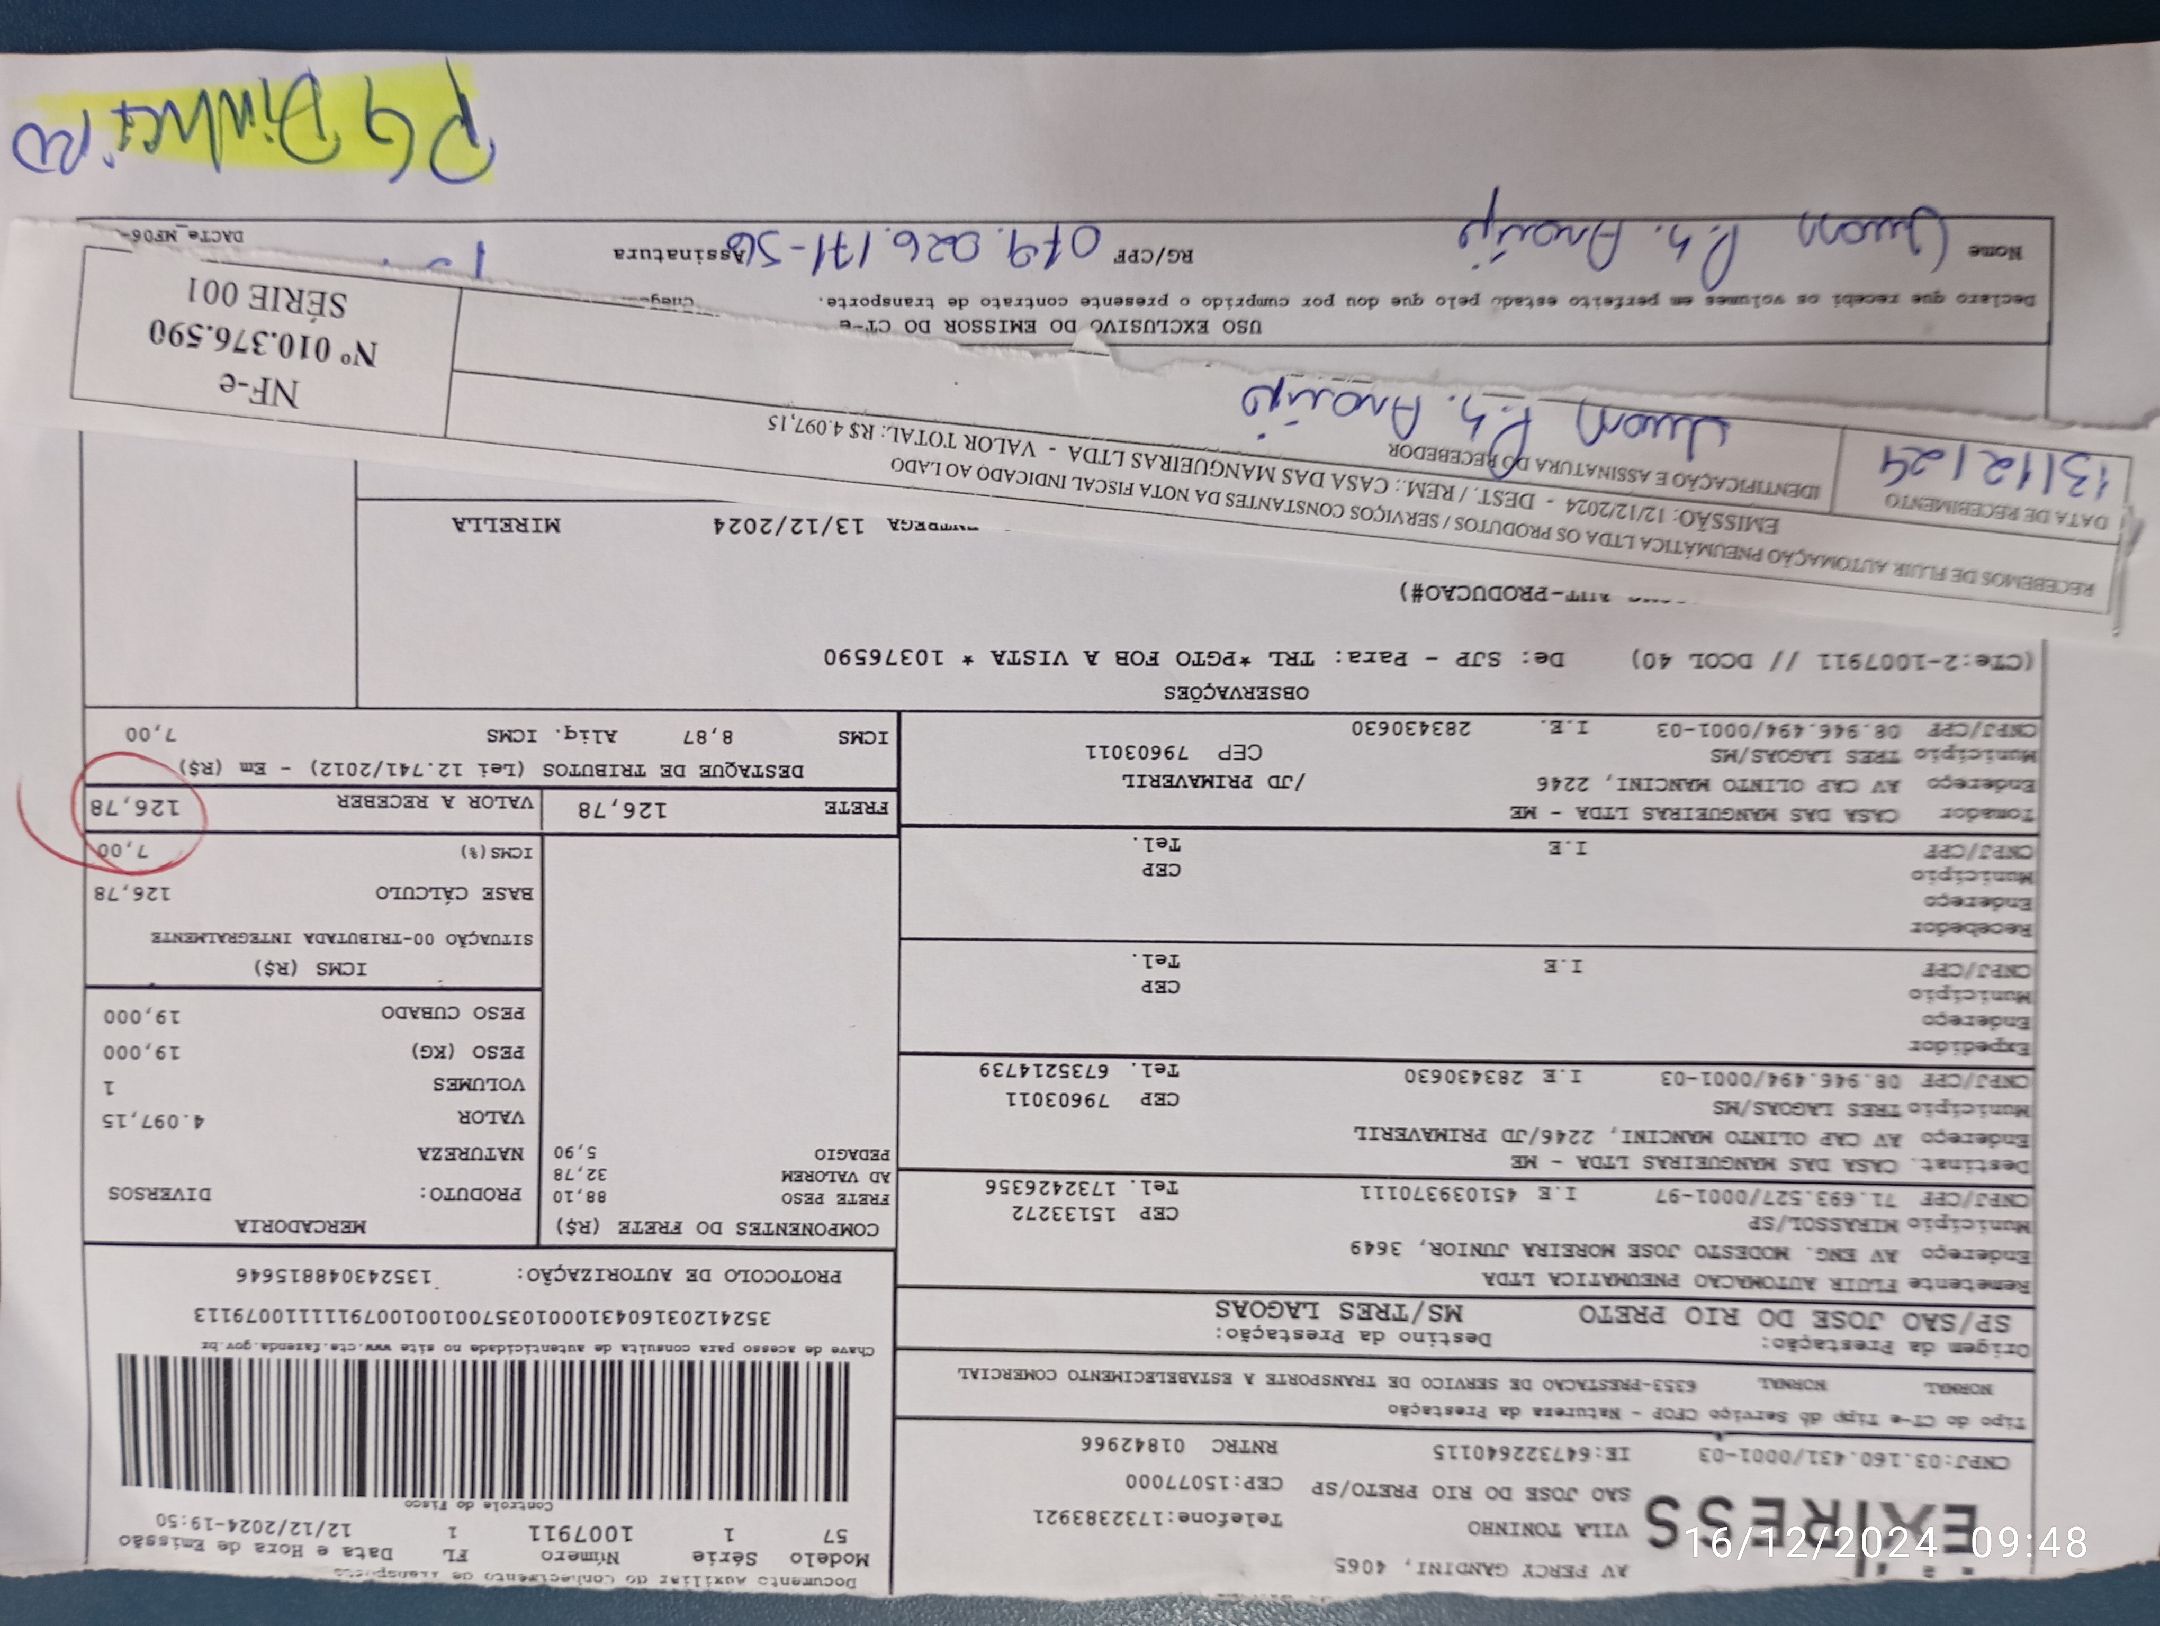 Documento Auxiliar do Conhecimento de Transporte
Modelo Série Número FL Data e Hora de Emissão
57 1 1007911 1 12/12/2024-19:50
Controle do Fisco
AV PERCY GANDINI, 4065
VILA TONINHO Telefone:1732383921
SAO JOSE DO RIO PRETO/SP CEP:15077000
CNPJ:03.160.431/0001-03 IE:647322640115 RNTRC 01842966
Tipo do CT-e Tipo do Serviço CFOP - Natureza da Prestação
NORMAL NORMAL 6353-PRESTACAO DE SERVICO DE TRANSPORTE A ESTABELECIMENTO COMERCIAL
Chave de acesso para consulta de autenticidade no site www.cte.fazenda.gov.br
35241203160431000103570010010079111110079113
PROTOCOLO DE AUTORIZAÇÃO: 135243048815646
Origem da Prestação: Destino da Prestação:
SP/SAO JOSE DO RIO PRETO MS/TRES LAGOAS
Remetente FLUIR AUTOMACAO PNEUMATICA LTDA
Endereço AV ENG. MODESTO JOSE MOREIRA JUNIOR, 3649
Município MIRASSOL/SP CEP 15133272
CNPJ/CPF 71.693.527/0001-97 I.E 451039370111 Tel. 1732426356
Destinat. CASA DAS MANGUEIRAS LTDA - ME
Endereço AV CAP OLINTO MANCINI, 2246/JD PRIMAVERIL
Município TRES LAGOAS/MS CEP 79603011
CNPJ/CPF 08.946.494/0001-03 I.E 283430630 Tel. 6735214739
Expedidor
Endereço
Município CEP
CNPJ/CPF I.E Tel.
Recebedor
Endereço
Município CEP
CNPJ/CPF I.E Tel.
Tomador CASA DAS MANGUEIRAS LTDA - ME
Endereço AV CAP OLINTO MANCINI, 2246 /JD PRIMAVERIL
Município TRES LAGOAS/MS CEP 79603011
CNPJ/CPF 08.946.494/0001-03 I.E. 283430630
COMPONENTES DO FRETE (R$)
FRETE PESO 88,10
AD VALOREM 32,78
PEDAGIO 5,90
MERCADORIA
PRODUTO: DIVERSOS
NATUREZA
VALOR 4.097,15
VOLUMES 1
PESO (KG) 19,000
PESO CUBADO 19,000
ICMS (R$)
SITUAÇÃO 00-TRIBUTADA INTEGRALMENTE
BASE CÁLCULO 126,78
ICMS(%) 7,00
FRETE 126,78 VALOR A RECEBER 126,78
DESTAQUE DE TRIBUTOS (Lei 12.741/2012) - Em (R$)
ICMS 8,87 Aliq. ICMS 7,00
OBSERVAÇÕES
(CTe:2-1007911 // DCOL 40) De: SJP - Para: TRL *PGTO FOB A VISTA * 10376590
-PRODUCAO#)
13/12/2024 MIRELLA
RECEBEMOS DE FLUIR AUTOMAÇÃO PNEUMÁTICA LTDA OS PRODUTOS / SERVIÇOS CONSTANTES DA NOTA FISCAL INDICADO AO LADO
EMISSÃO: 12/12/2024 - DEST. / REM.: CASA DAS MANGUEIRAS LTDA - VALOR TOTAL: R$ 4.097,15
DATA DE RECEBIMENTO IDENTIFICAÇÃO E ASSINATURA DO RECEBEDOR
13/12/24 Luan P.S. Araújo
NF-e
Nº 010.376.590
SÉRIE 001
USO EXCLUSIVO DO EMISSOR DO CT-e
Declaro que recebi os volumes em perfeito estado pelo que dou por cumprido o presente contrato de transporte.
Nome Luan P.S. Araújo RG/CPF 079.026.171-56 Assinatura
DACTe_MF06-
PG Dinheiro
16/12/2024 09:48